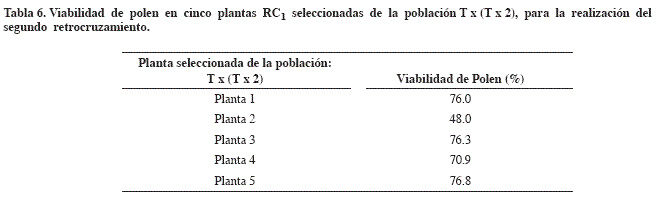 Tabla 6. Viabilidad de polen en cinco plantas RC1 seleccionadas de la población T x (T x 2), para la realización del
segundo retrocruzamiento.
Planta seleccionada de la población:
T x (T x 2) Viabilidad de Polen (%)
Planta 1 76.0
Planta 2 48.0
Planta 3 76.3
Planta 4 70.9
Planta 5 76.8